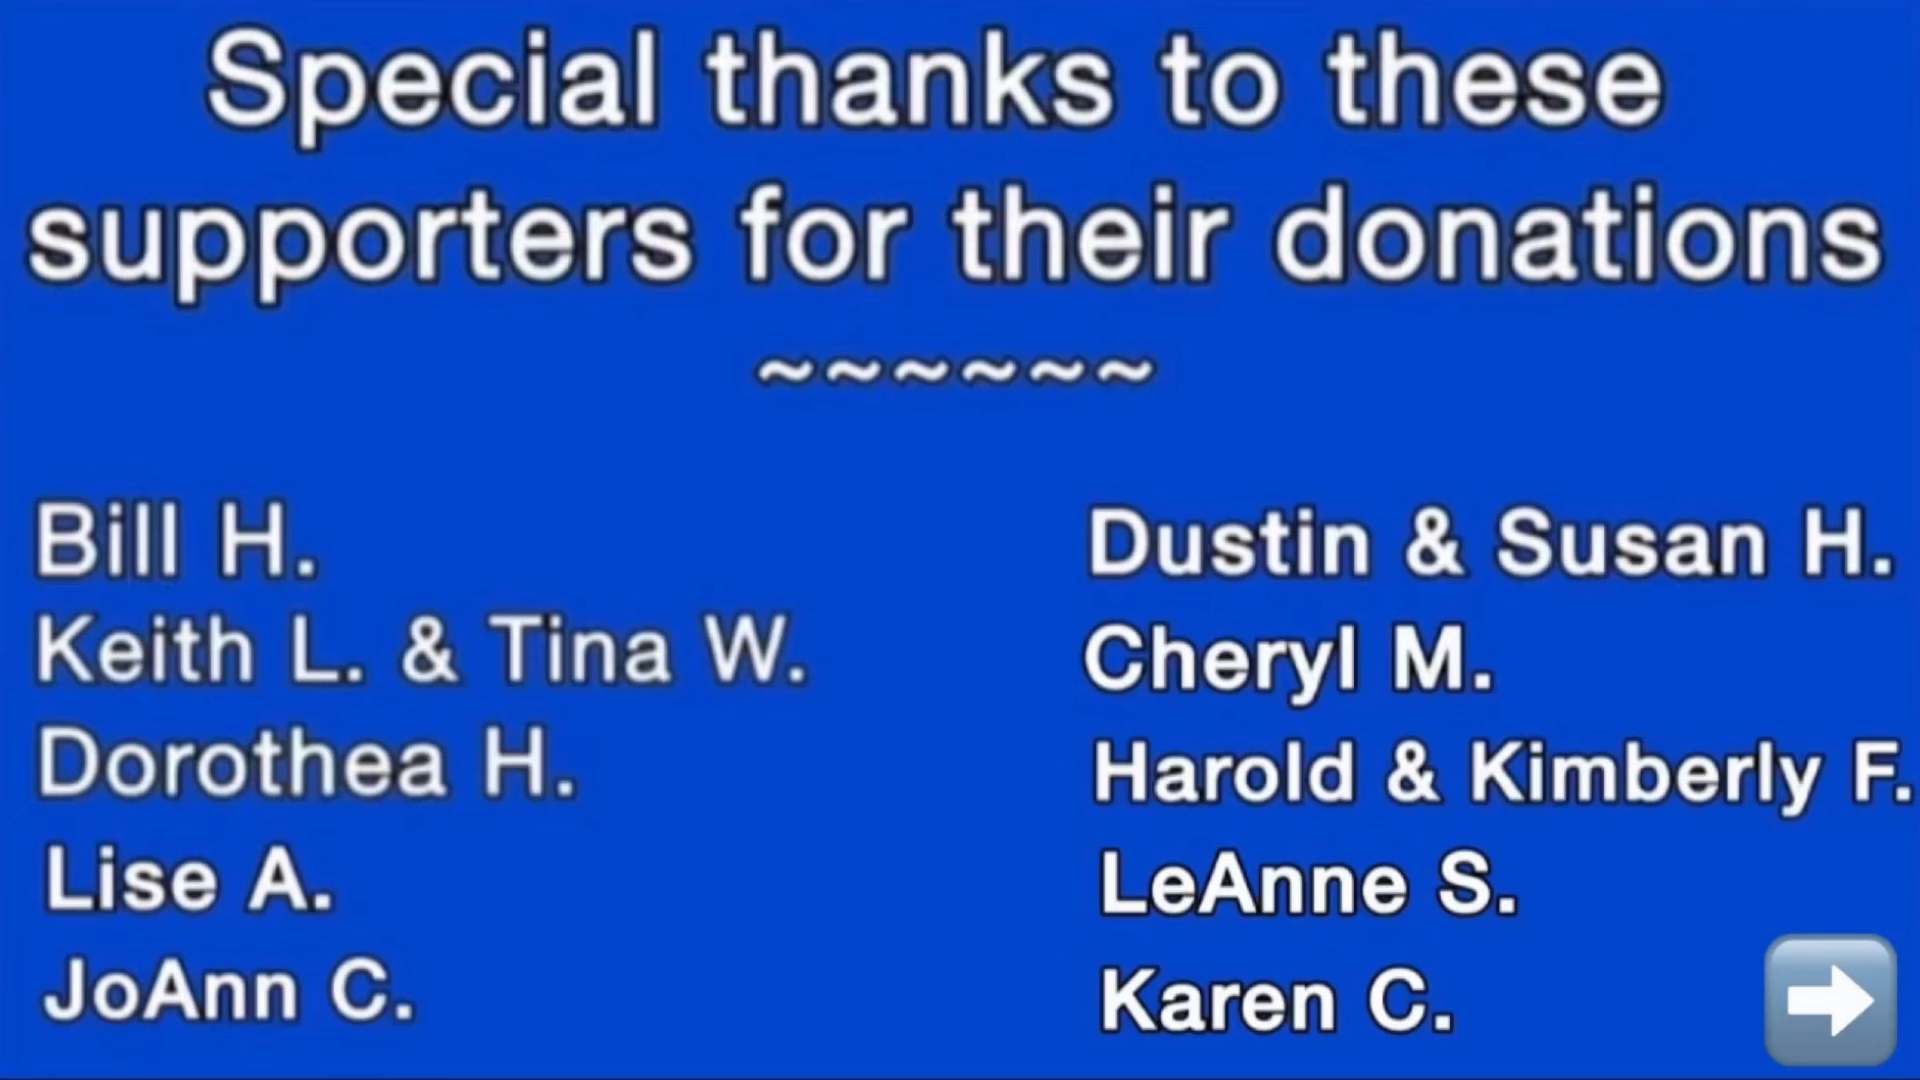 Special thanks to these
supporters for their donations
~~~~~~
Bill H.
Keith L. & Tina W.
Dorothea H.
Lise A.
JoAnn C.
Dustin & Susan H.
Cheryl M.
Harold & Kimberly F.
LeAnne S.
Karen C.